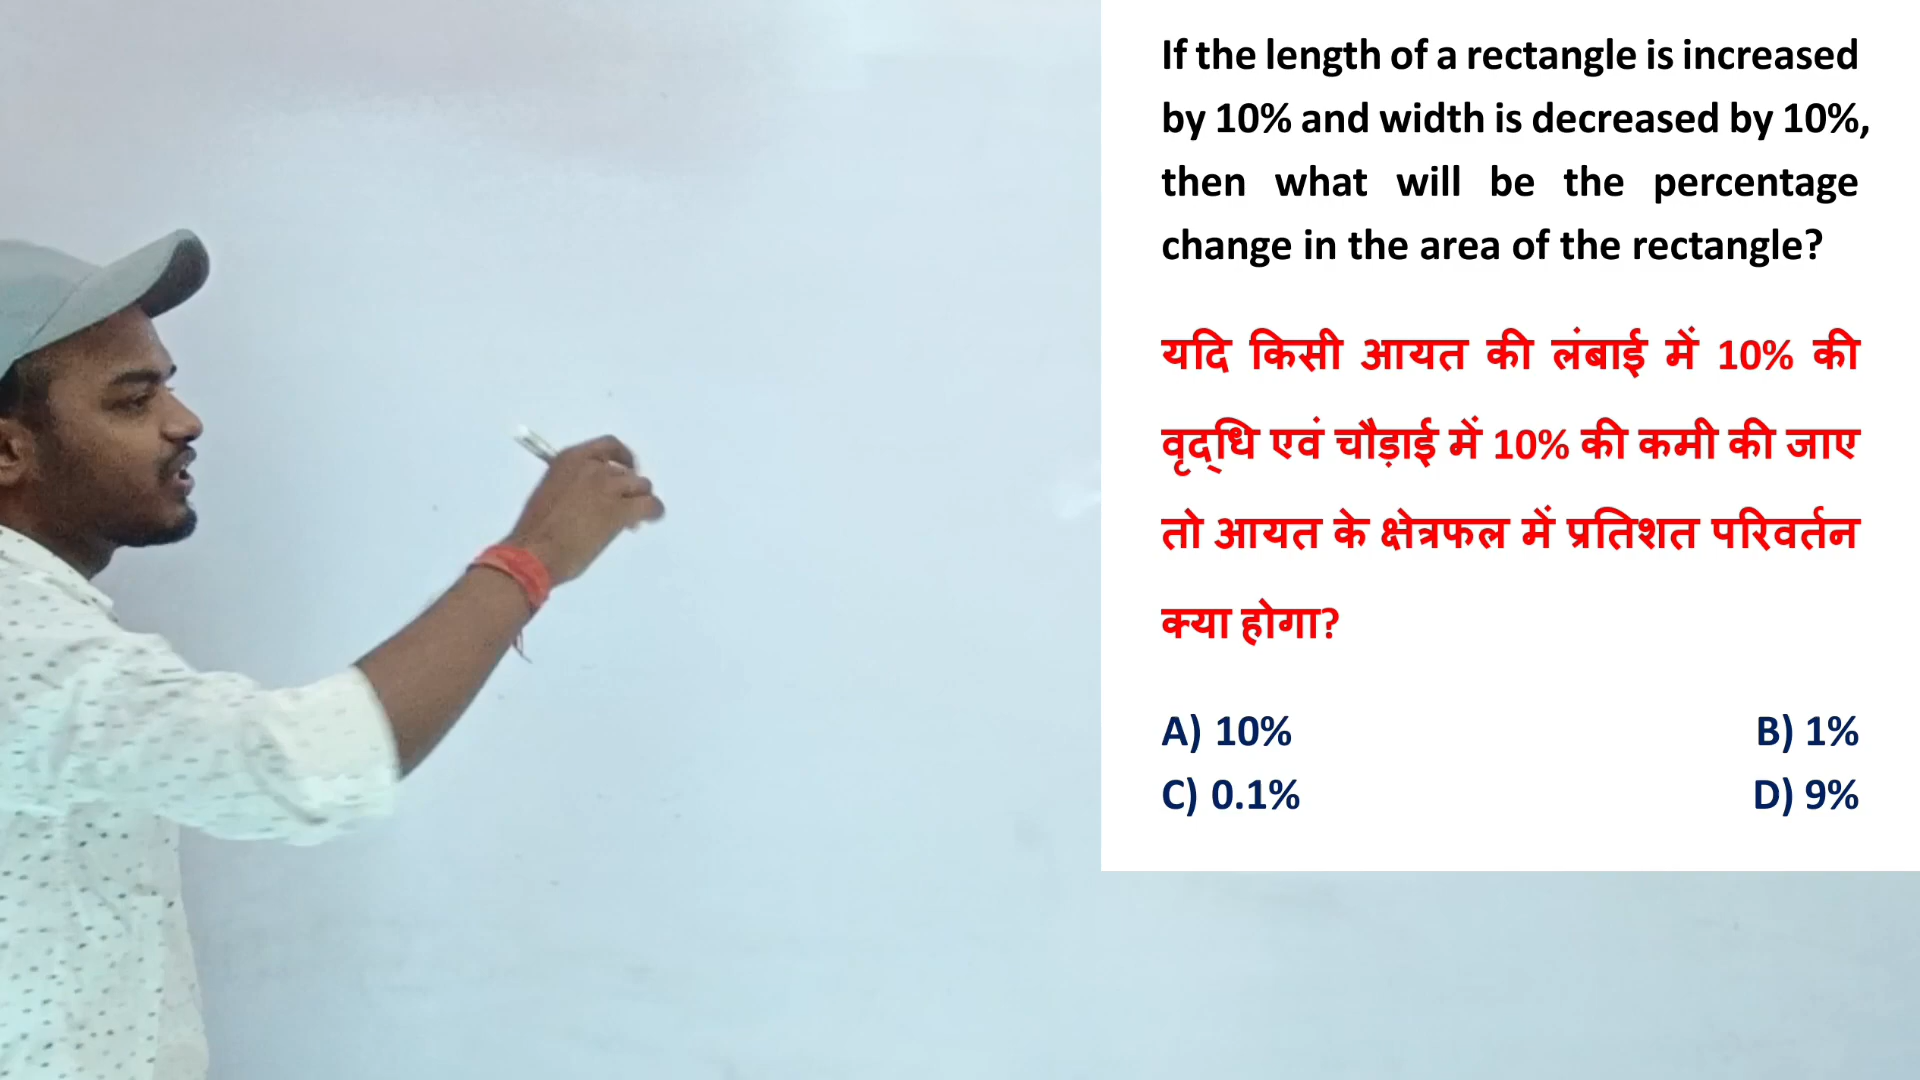 If the length of a rectangle is increased
by 10% and width is decreased by 10%,
then what will be the percentage
change in the area of the rectangle?
यदि किसी आयत की लंबाई में 10% की
वृद्धि एवं चौड़ाई में 10% की कमी की जाए
तो आयत के क्षेत्रफल में प्रतिशत परिवर्तन
क्या होगा?
A) 10% B) 1%
C) 0.1% D) 9%